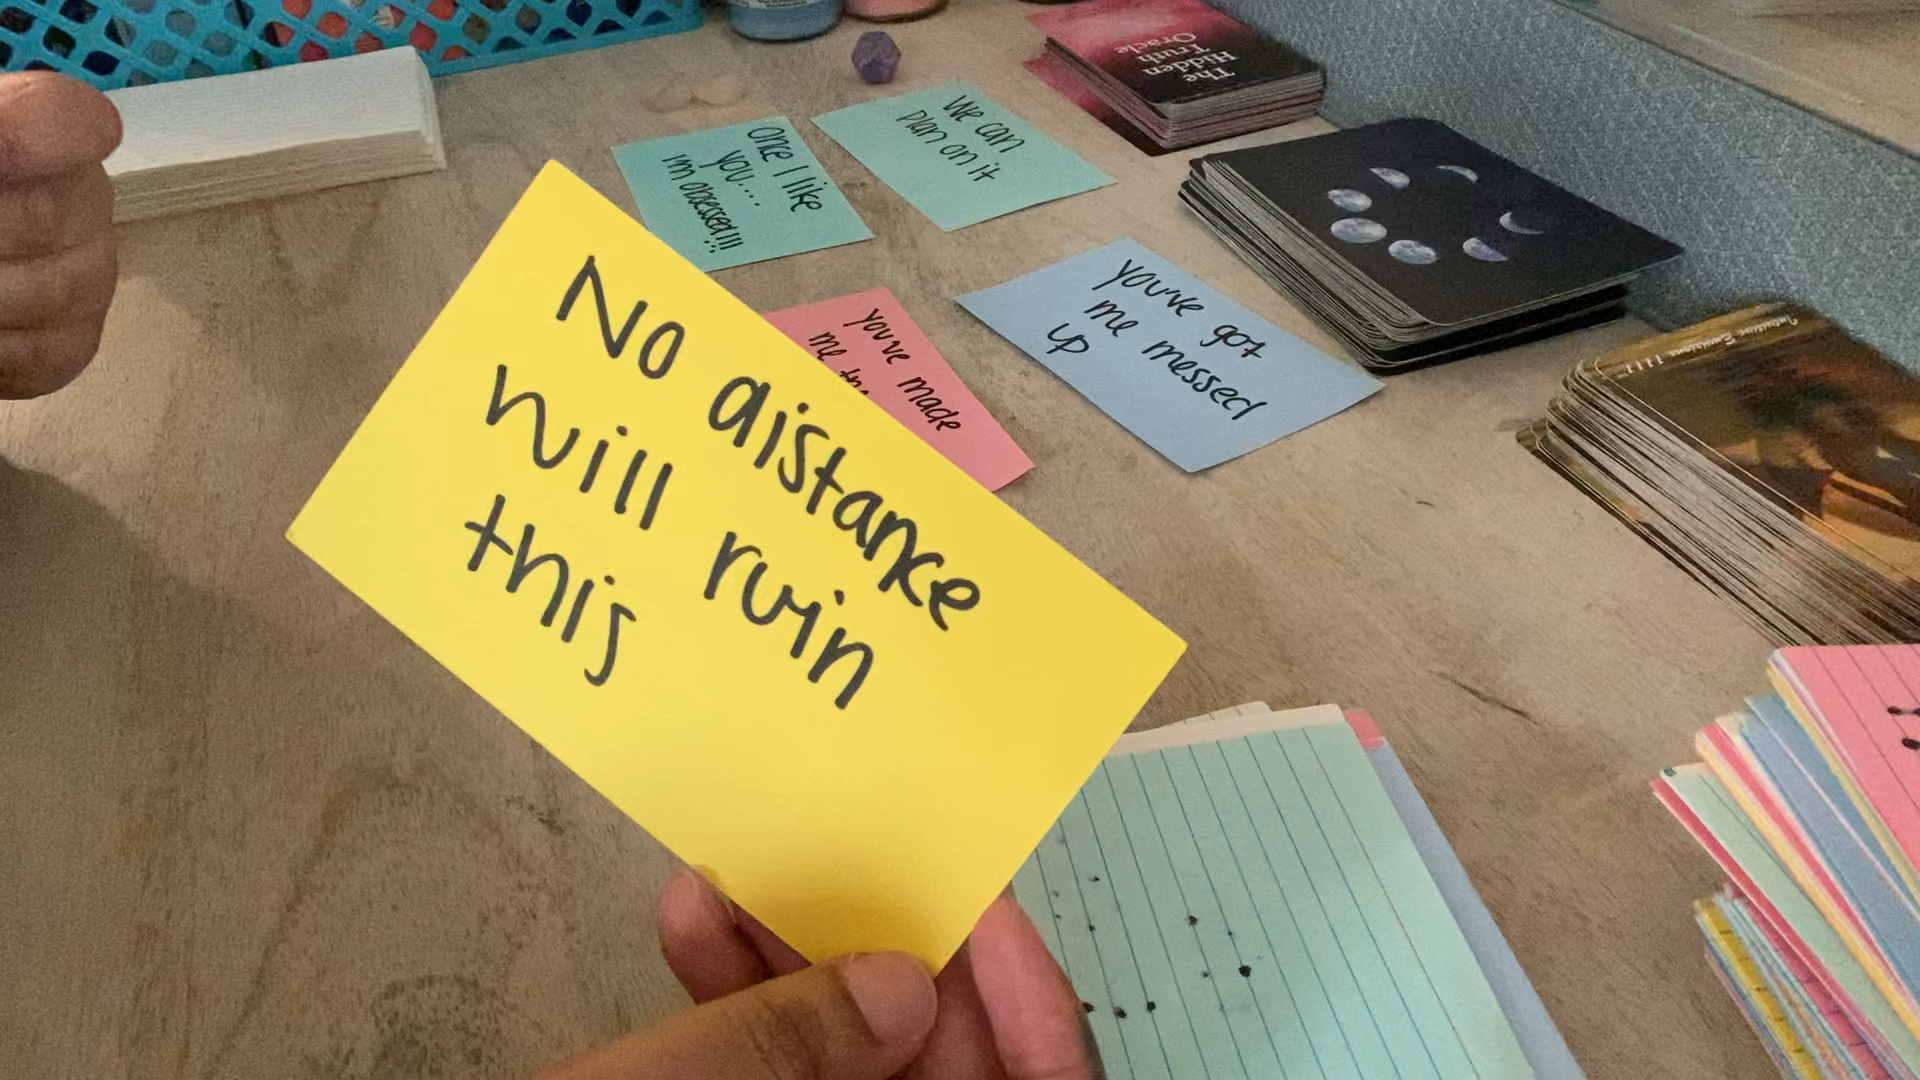 The
Hidden
Truth
Oracle
We can
plan on it
Once I like
you.....
I'm obsessed!!!
You've got
me messed
up
You've made
me
No distance
will ruin
this